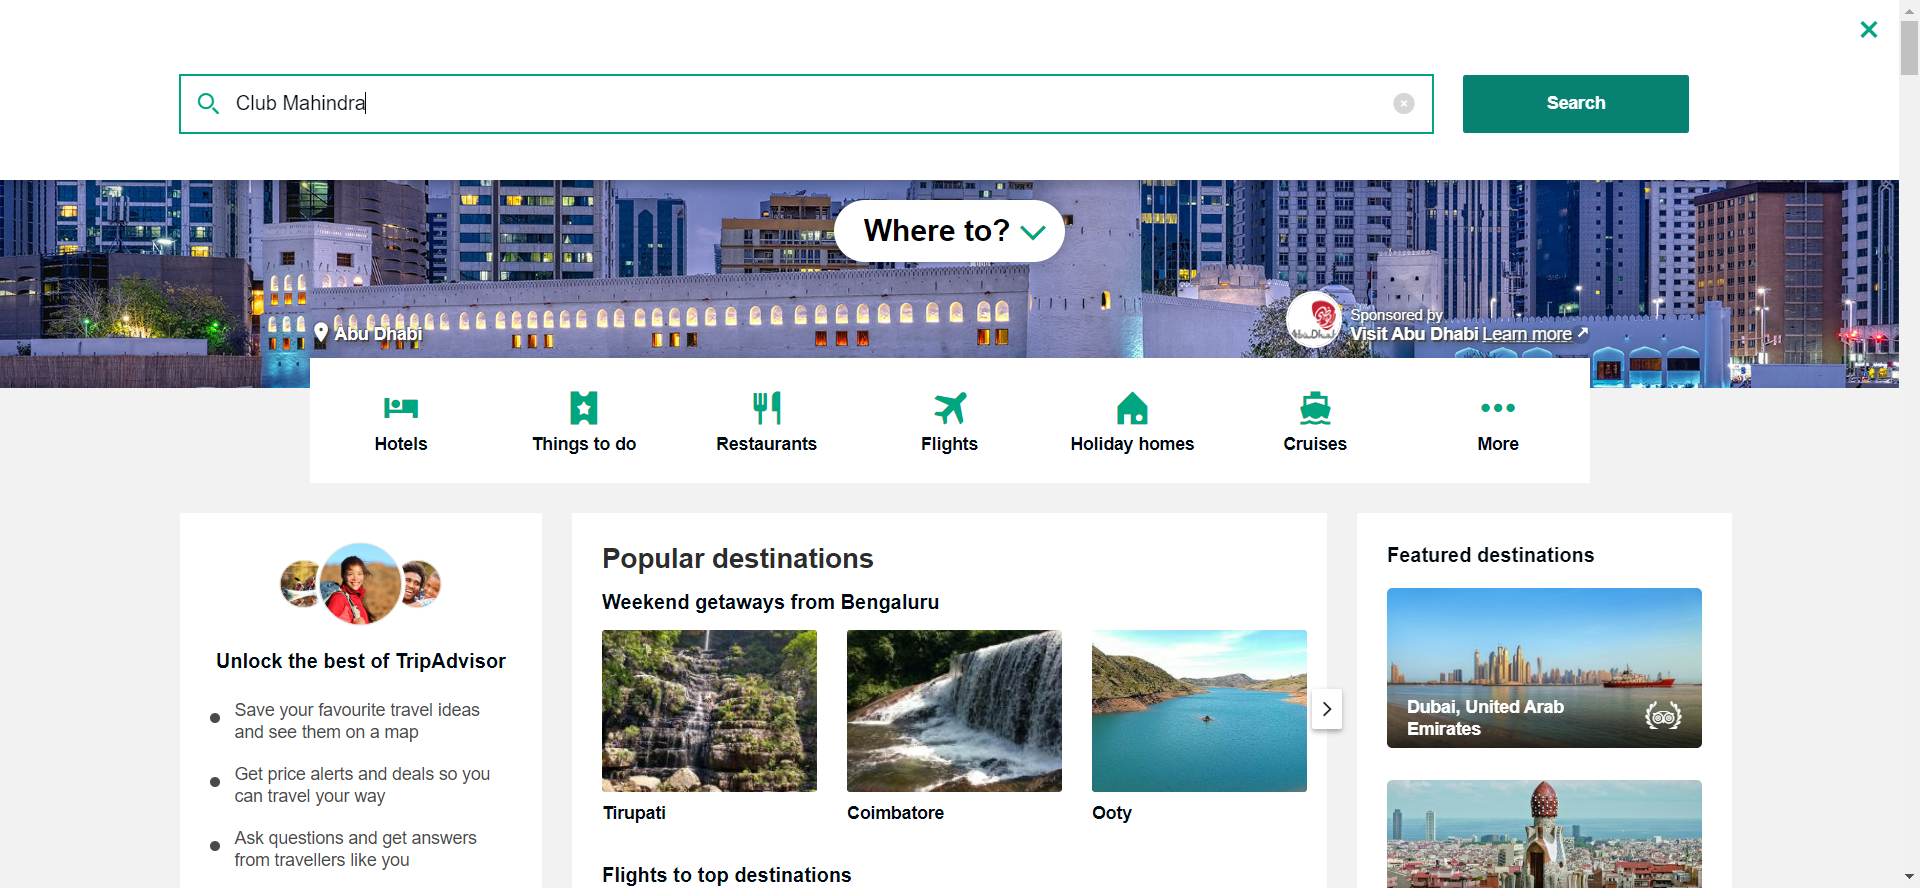 Club Mahindra
Search
Where to?
Abu Dhabi
Sponsored by
Visit Abu Dhabi Learn more
Hotels
Things to do
Restaurants
Flights
Holiday homes
Cruises
More
Unlock the best of TripAdvisor
Save your favourite travel ideas
and see them on a map
Get price alerts and deals so you
can travel your way
Ask questions and get answers
from travellers like you
Popular destinations
Weekend getaways from Bengaluru
Tirupati
Coimbatore
Ooty
Flights to top destinations
Featured destinations
Dubai, United Arab
Emirates